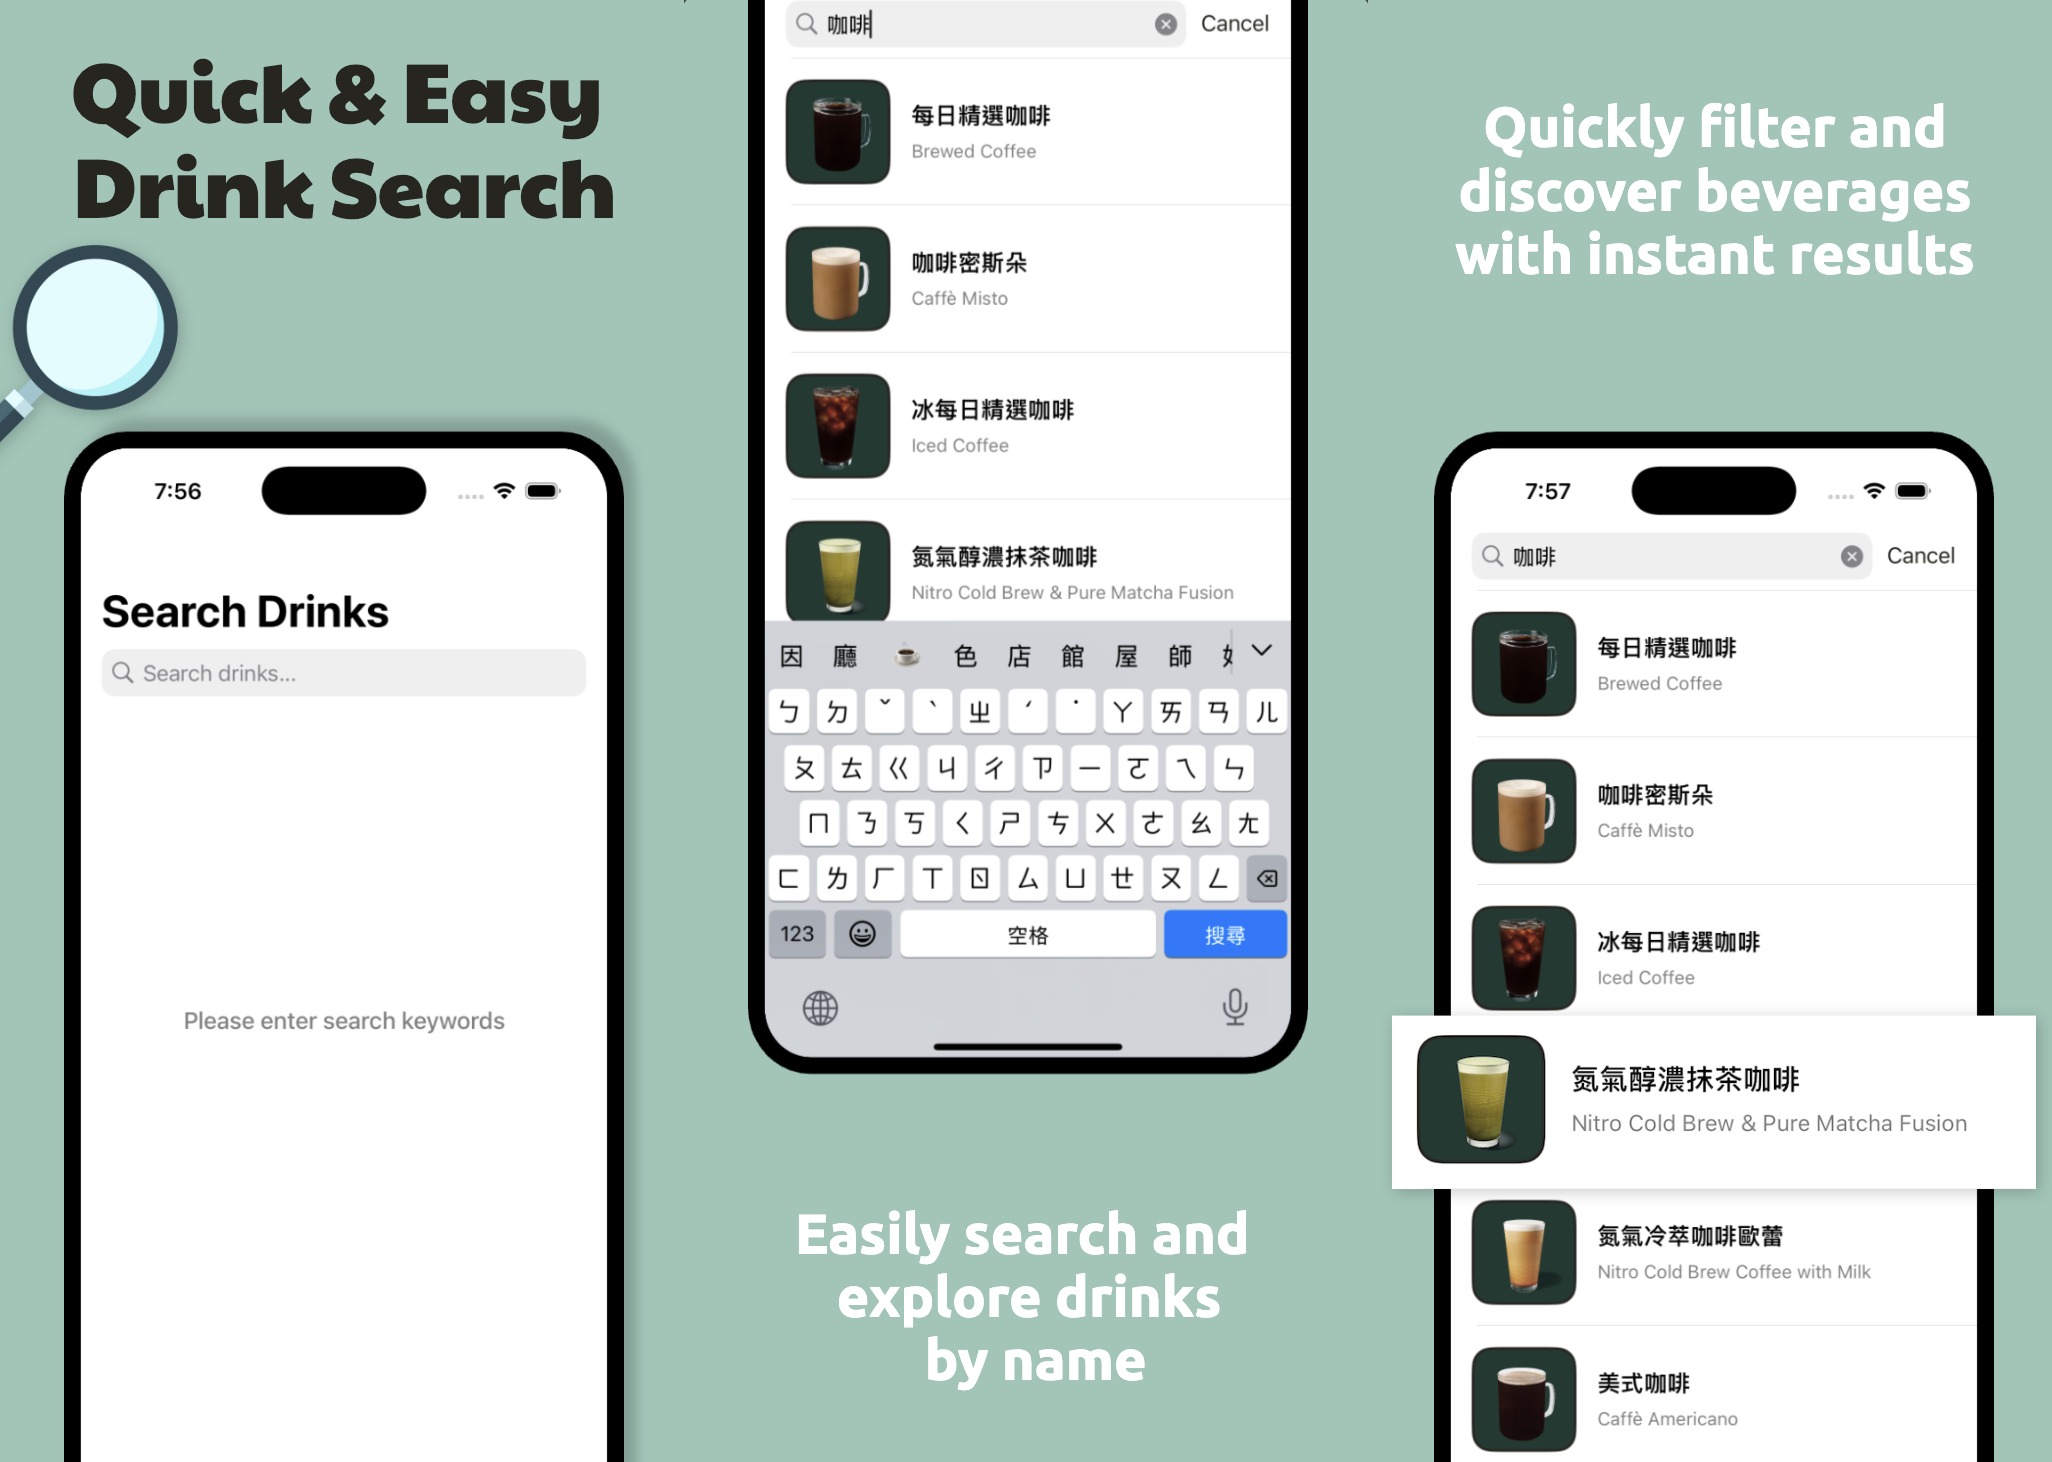 Quick & Easy
Drink Search
7:56
Search Drinks
Search drinks...
Please enter search keywords
咖啡
Cancel
每日精選咖啡
Brewed Coffee
咖啡密斯朵
Caffè Misto
冰每日精選咖啡
Iced Coffee
氮氣醇濃抹茶咖啡
Nitro Cold Brew & Pure Matcha Fusion
因 廳 ☕ 色 店 館 屋 師
ㄅ ㄉ ˇ ˋ ㄓ ˊ ˙ ㄚ ㄞ ㄢ ㄦ
ㄆ ㄊ ㄍ ㄐ ㄔ ㄗ ㄧ ㄛ ㄟ ㄣ
ㄇ ㄋ ㄎ ㄑ ㄕ ㄘ ㄨ ㄜ ㄠ ㄤ
ㄈ ㄌ ㄏ ㄒ ㄖ ㄙ ㄩ ㄝ ㄡ ㄥ
123 空格 搜尋
Easily search and
explore drinks
by name
Quickly filter and
discover beverages
with instant results
7:57
咖啡
Cancel
每日精選咖啡
Brewed Coffee
咖啡密斯朵
Caffè Misto
冰每日精選咖啡
Iced Coffee
氮氣醇濃抹茶咖啡
Nitro Cold Brew & Pure Matcha Fusion
氮氣冷萃咖啡歐蕾
Nitro Cold Brew Coffee with Milk
美式咖啡
Caffè Americano